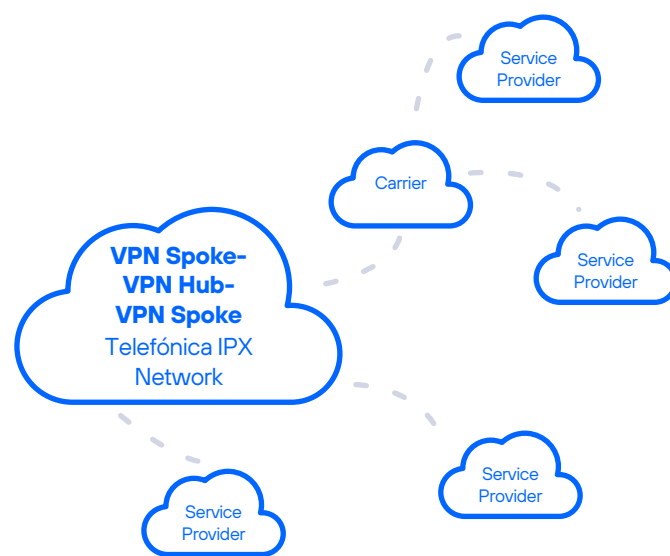 Service
Provider
Carrier
VPN Spoke-
VPN Hub-
VPN Spoke
Telefónica IPX
Network
Service
Provider
Service
Provider
Service
Provider